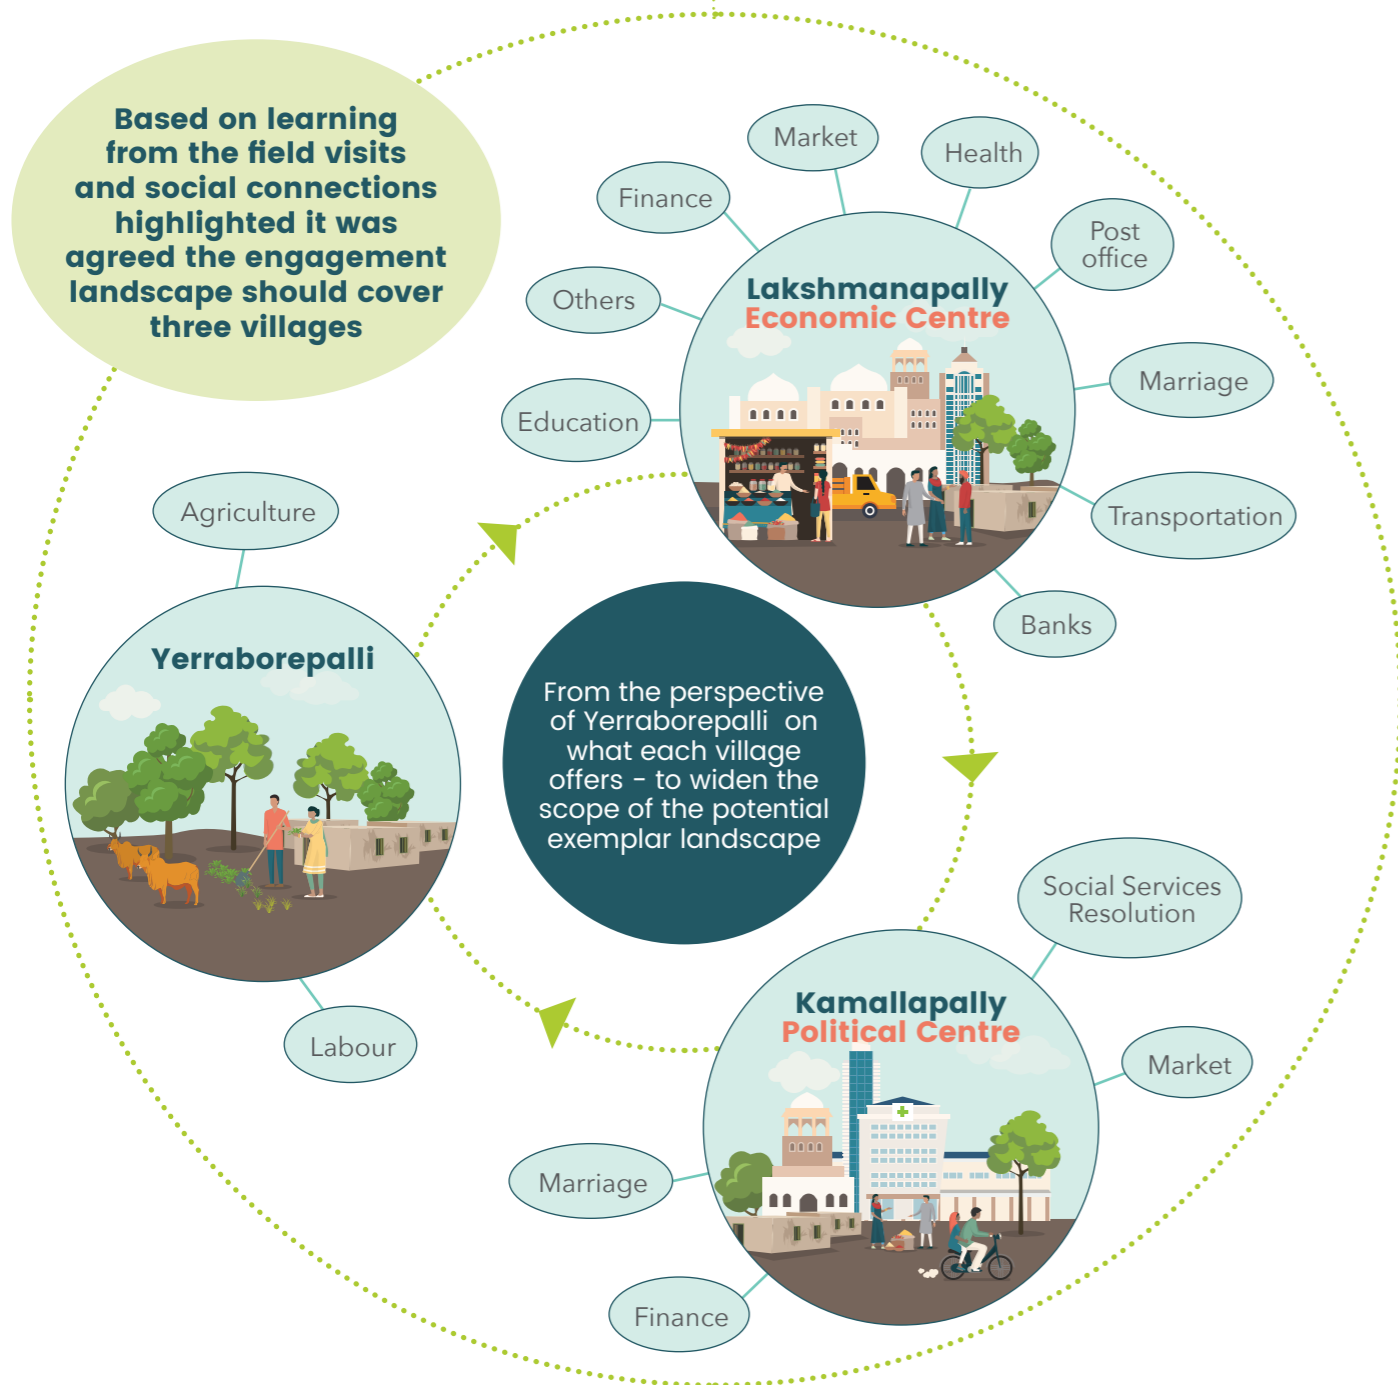 Based on learning
from the field visits
and social connections
highlighted it was
agreed the engagement
landscape should cover
three villages
Market
Health
Finance
Post
office
Others
Lakshmanapally
Economic Centre
Marriage
Education
Agriculture
Transportation
Banks
Yerraborepalli
From the perspective
of Yerraborepalli on
what each village
offers - to widen the
scope of the potential
exemplar landscape
Social Services
Resolution
Kamallapally
Political Centre
Labour
Market
Marriage
Finance